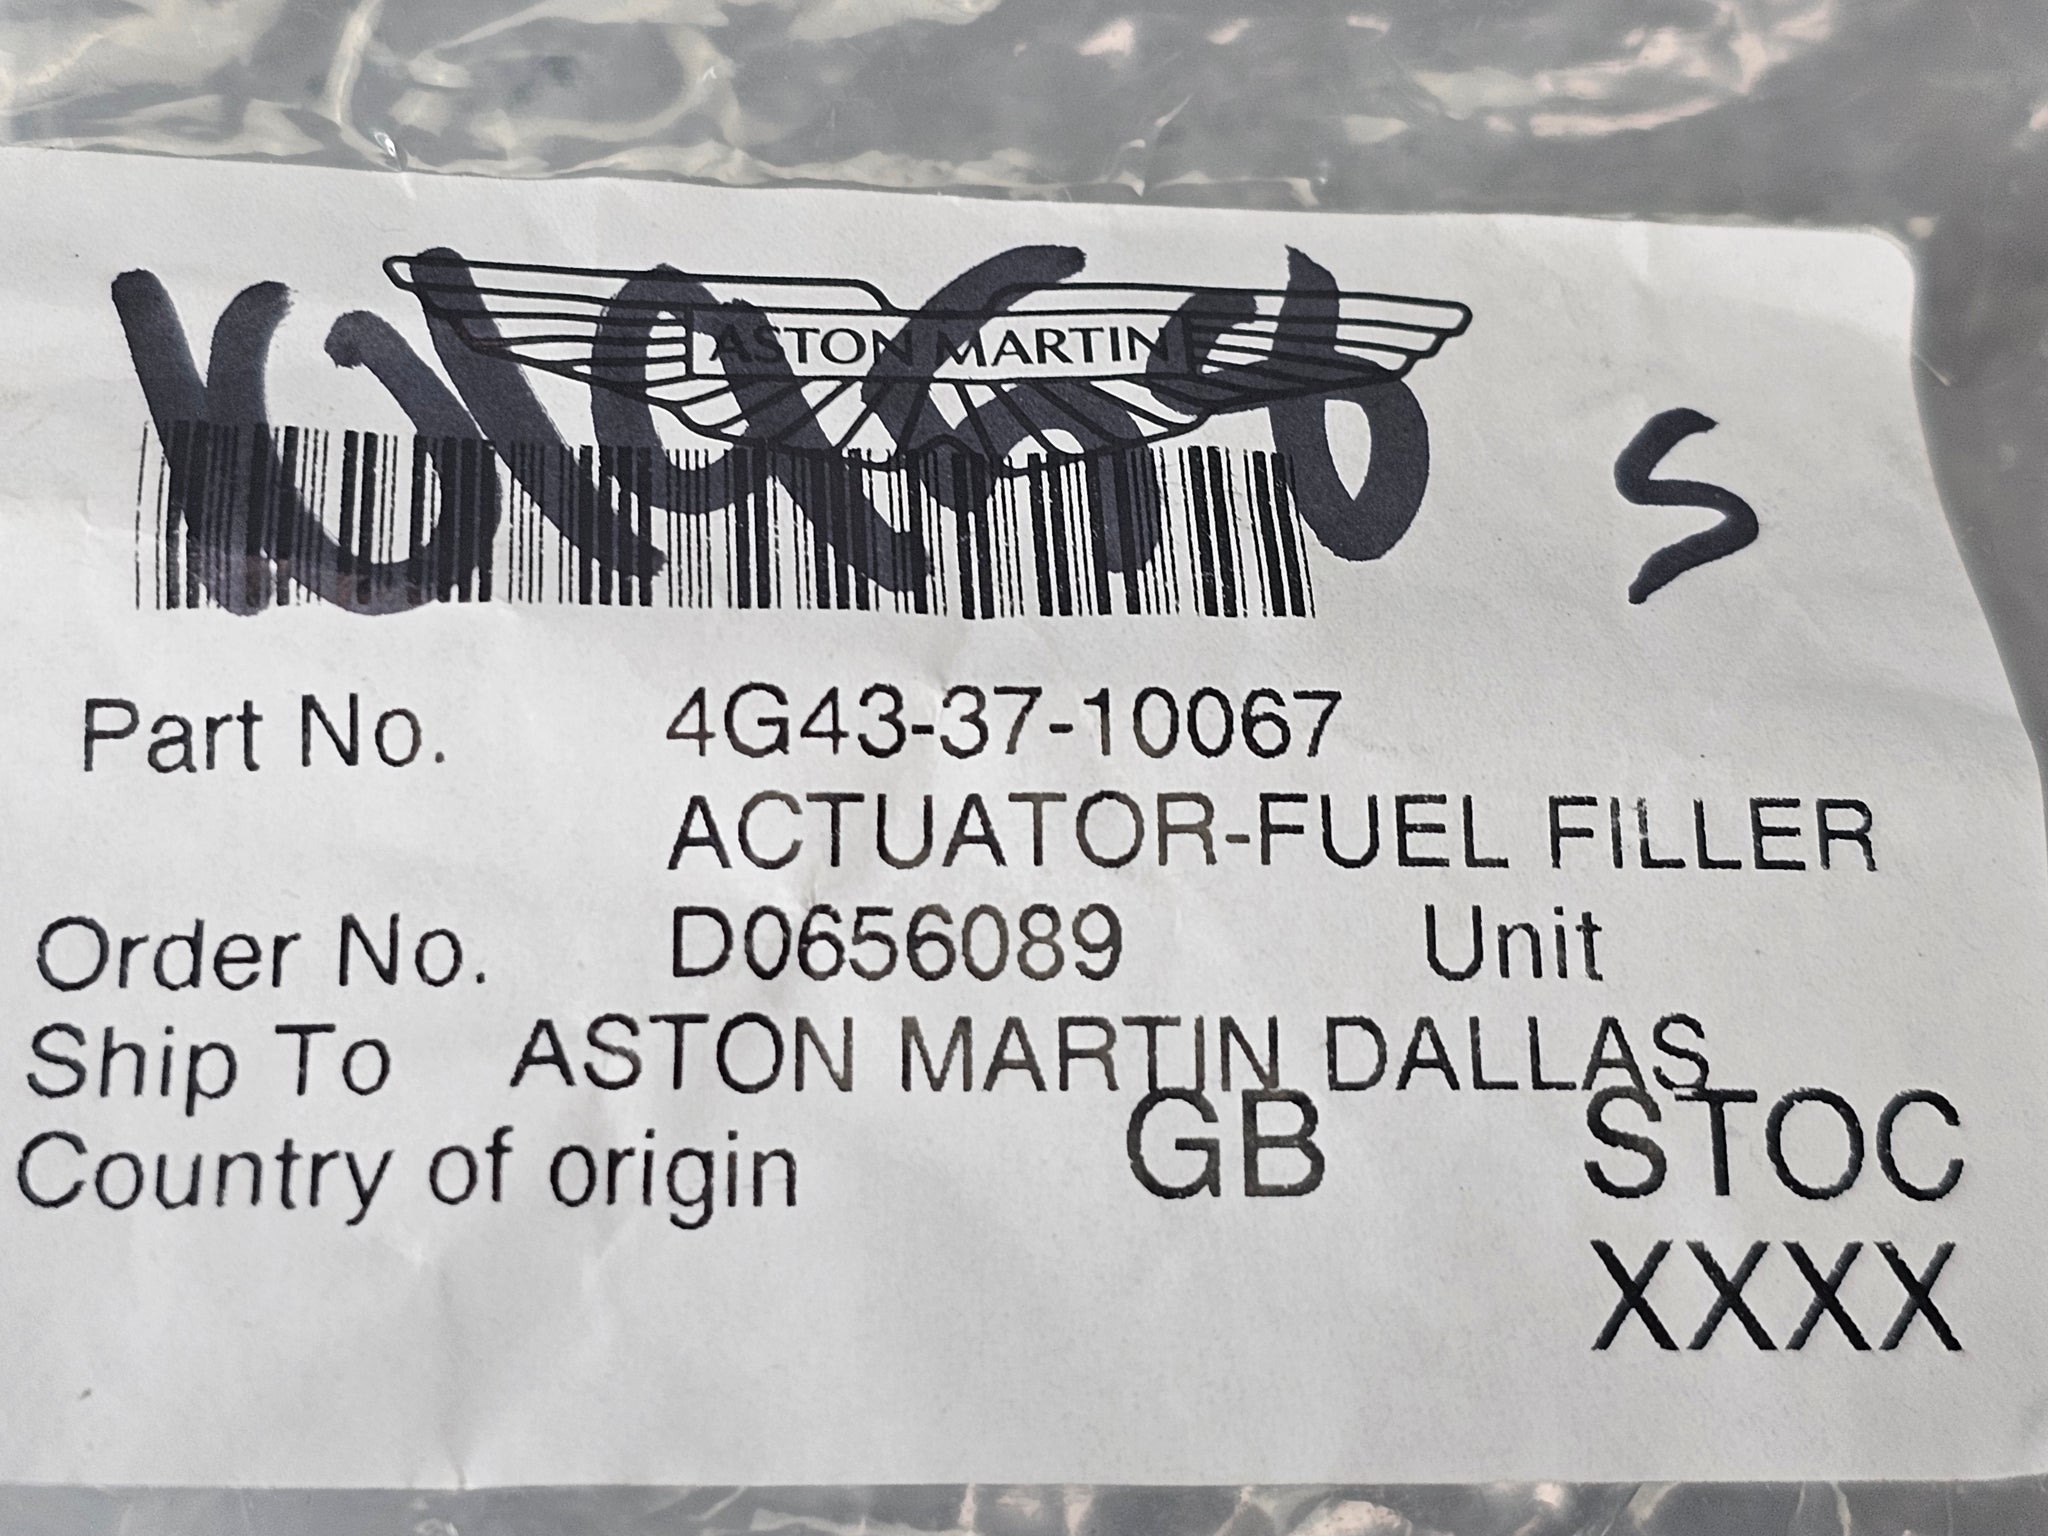 ASTON MARTIN
S
Part No. 4G43-37-10067
ACTUATOR-FUEL FILLER
Order No. D0656089 Unit
Ship To ASTON MARTIN DALLAS
Country of origin GB STOC
XXXX